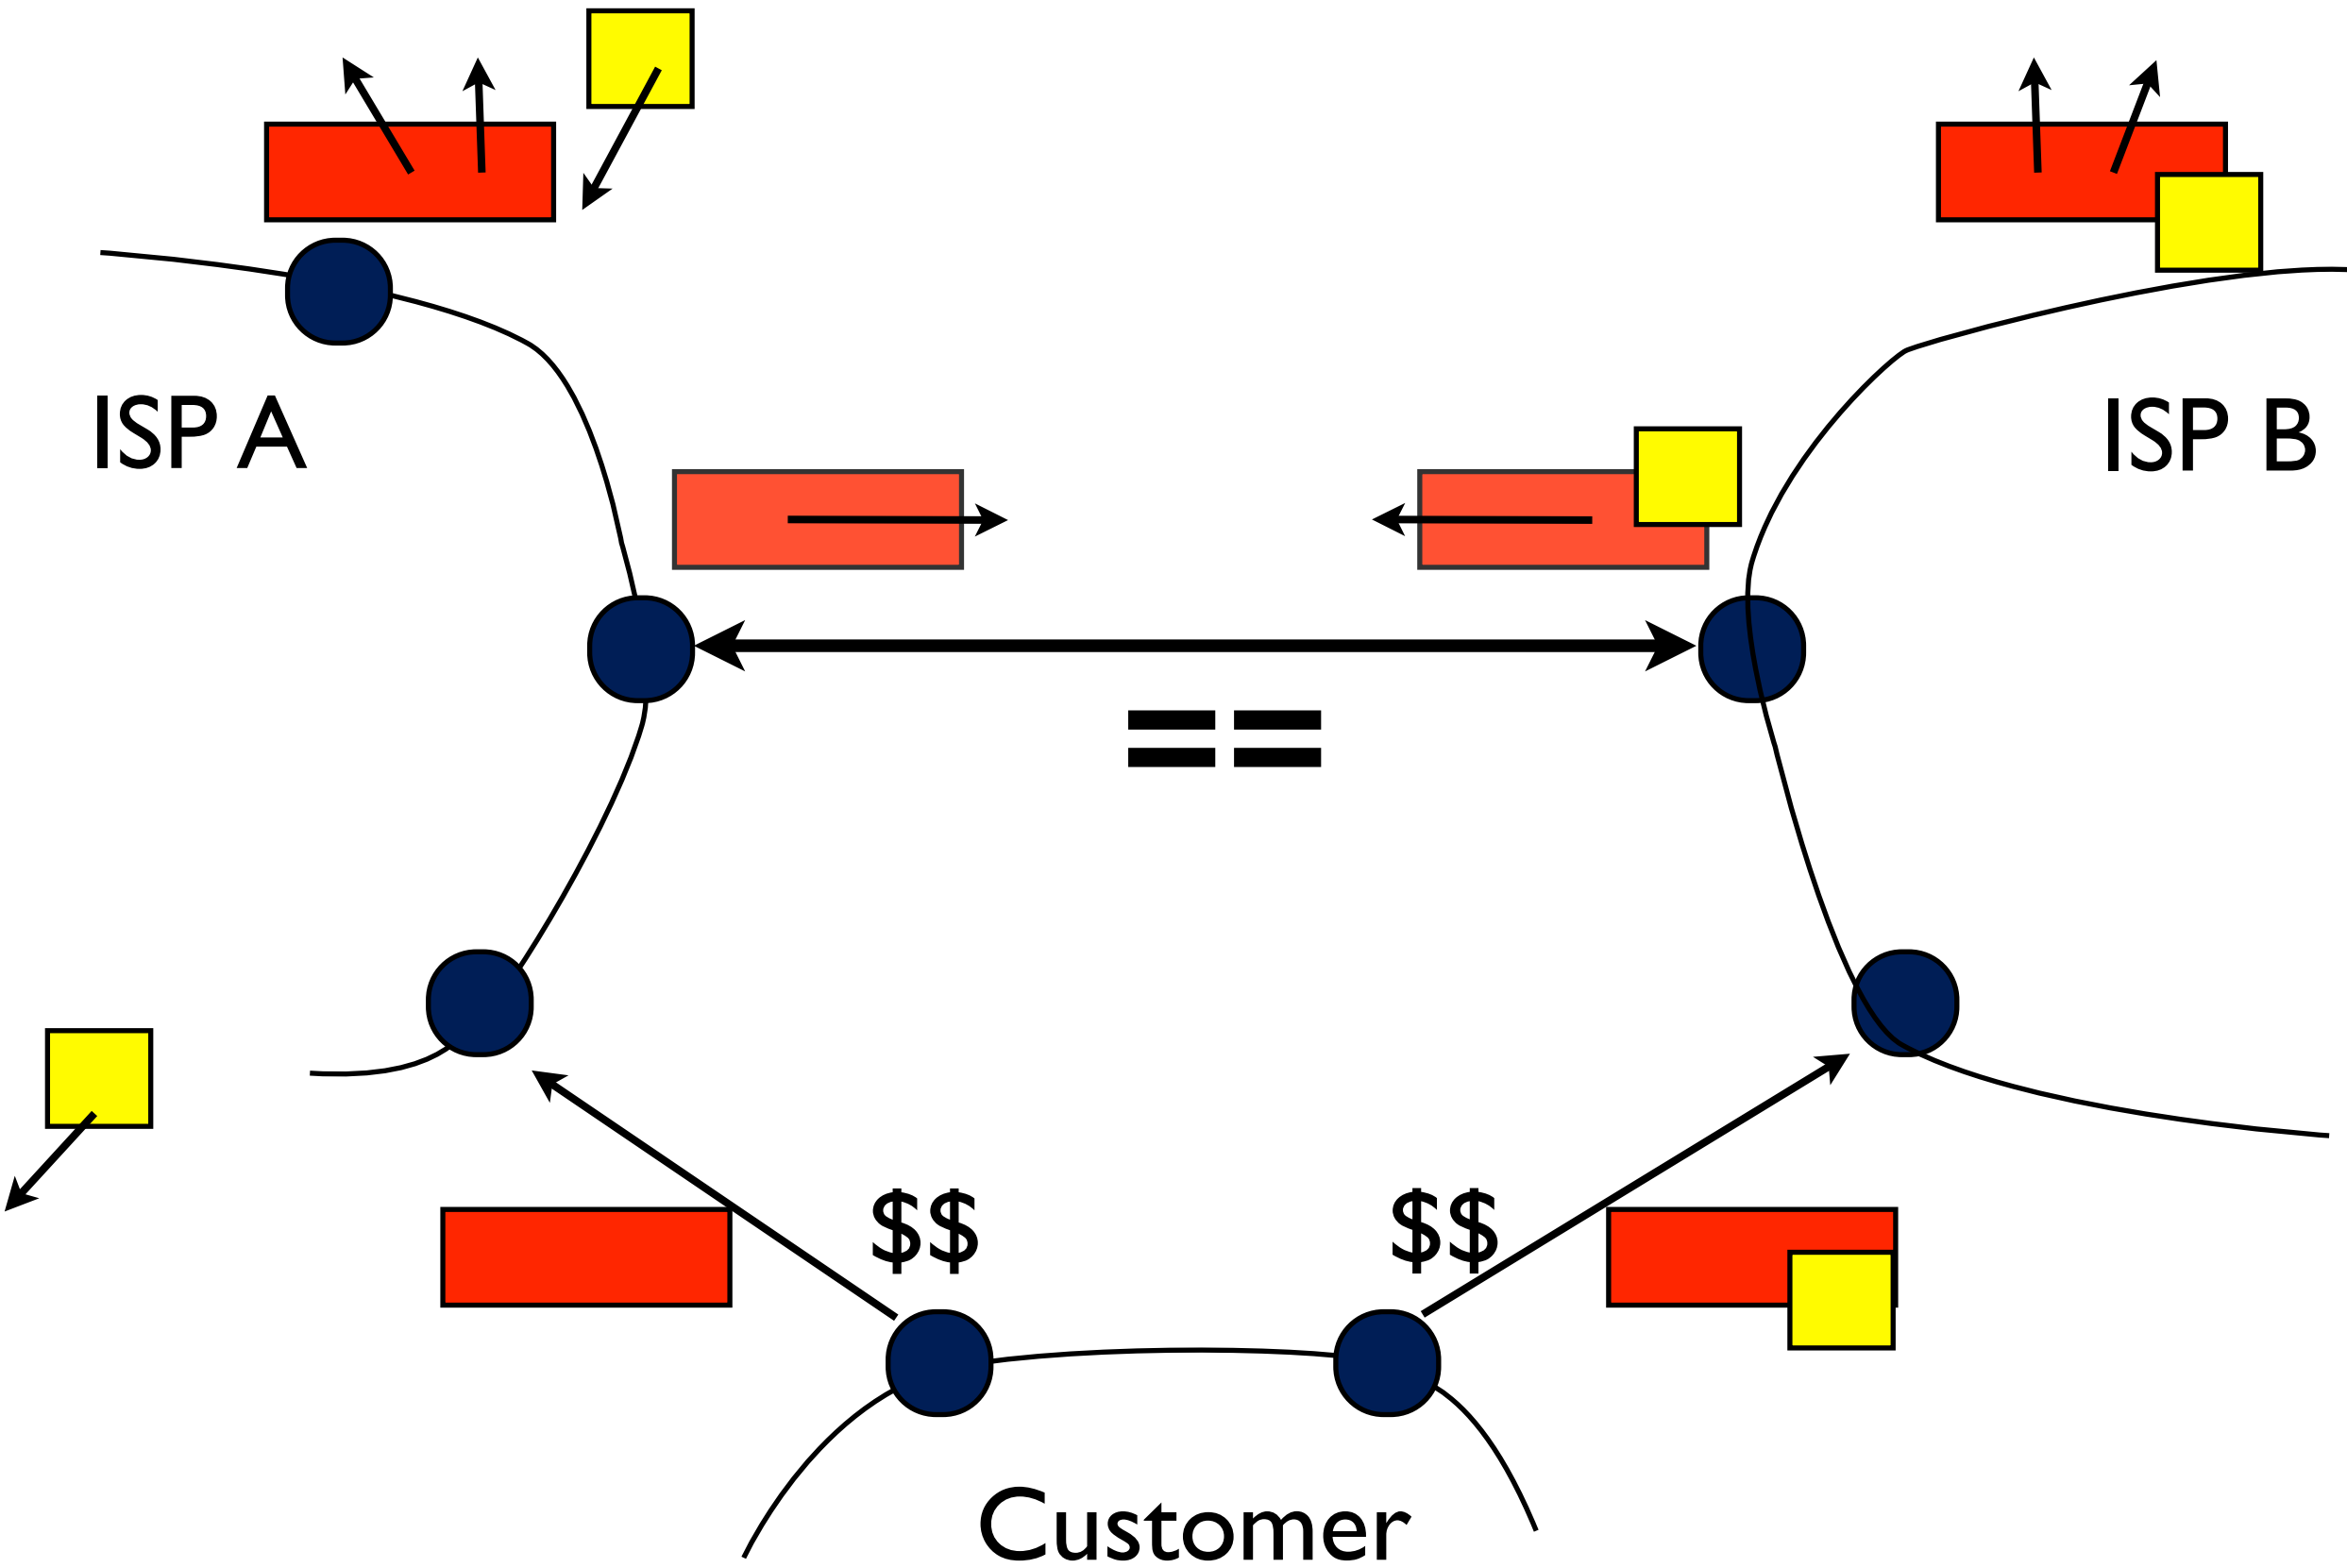 ISP A
ISP B
==
$$
$$
Customer